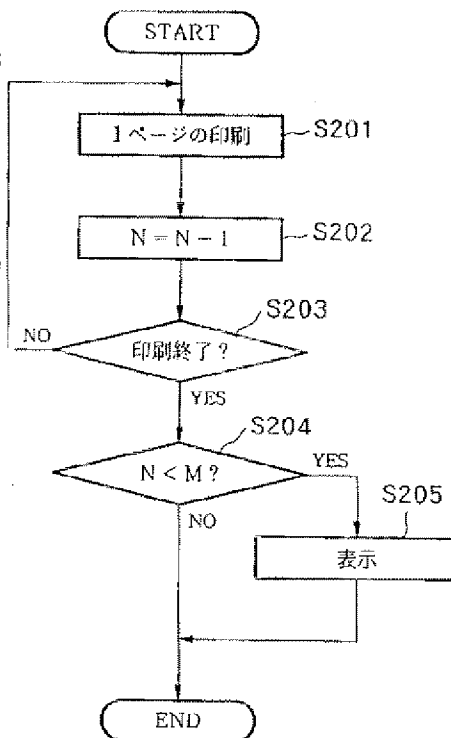 START
1ページの印刷
S201
N = N - 1
S202
S203
印刷終了?
NO
YES
S204
N < M?
YES
NO
S205
表示
END